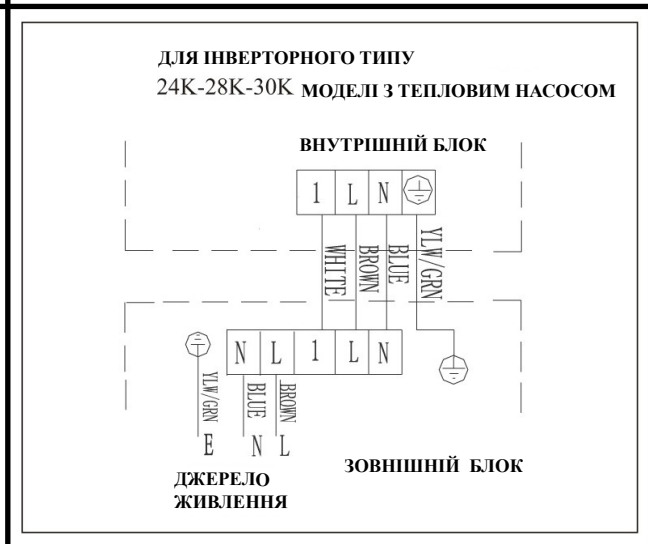 ДЛЯ ІНВЕРТОРНОГО ТИПУ
24K-28K-30K МОДЕЛІ З ТЕПЛОВИМ НАСОСОМ
ВНУТРІШНІЙ БЛОК
1 L N
WHITE BROWN BLUE YLW/GRN
N L 1 L N
YLW/GRN BLUE BROWN
E N L
ДЖЕРЕЛО
ЖИВЛЕННЯ
ЗОВНІШНІЙ БЛОК